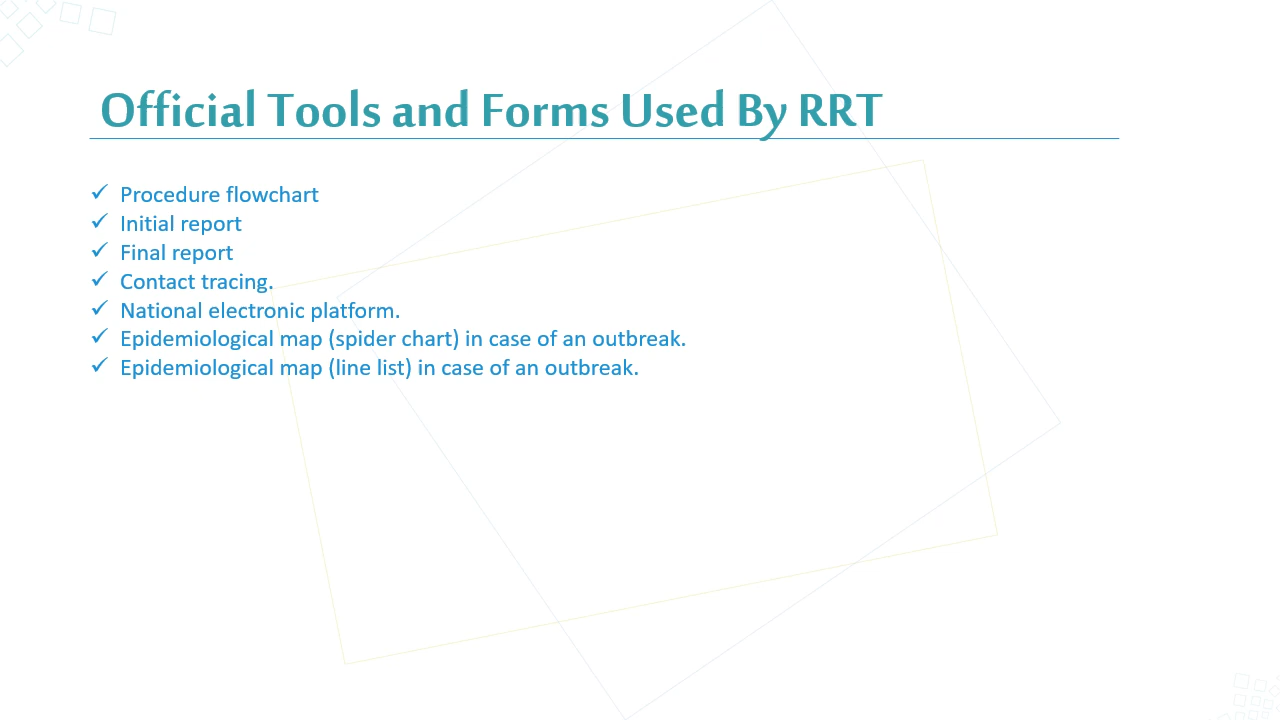 Official Tools and Forms Used By RRT
✓ Procedure flowchart
✓ Initial report
✓ Final report
✓ Contact tracing.
✓ National electronic platform.
✓ Epidemiological map (spider chart) in case of an outbreak.
✓ Epidemiological map (line list) in case of an outbreak.